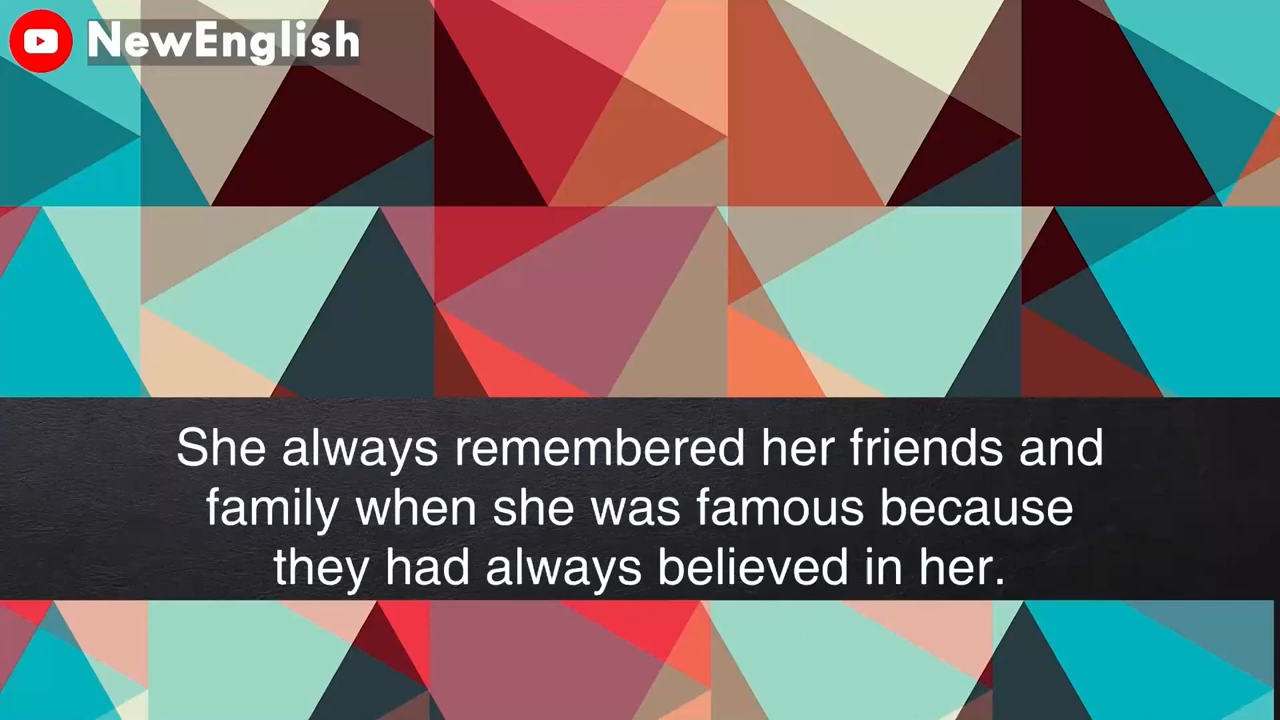 NewEnglish
She always remembered her friends and
family when she was famous because
they had always believed in her.